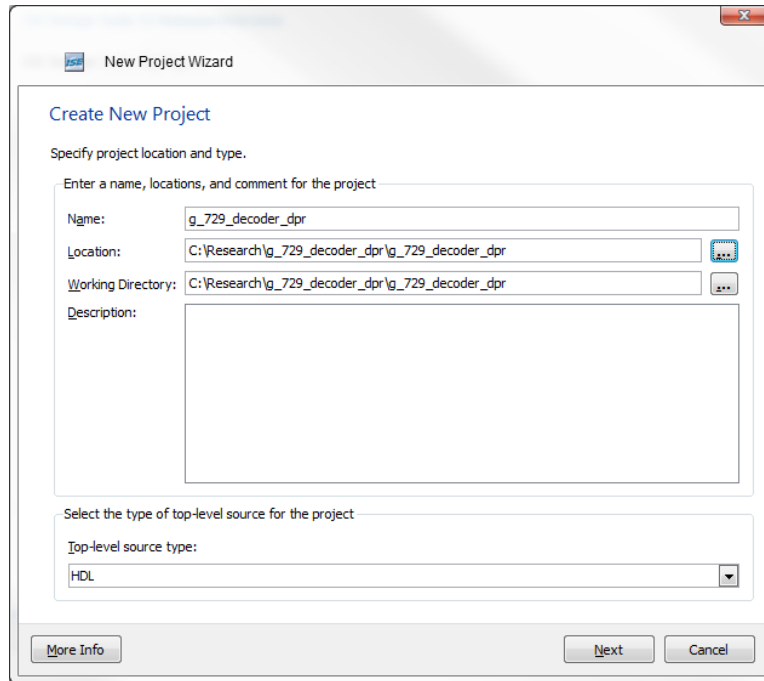 ISE New Project Wizard
Create New Project
Specify project location and type.
Enter a name, locations, and comment for the project
Name: g_729_decoder_dpr
Location: C:\Research\g_729_decoder_dpr\g_729_decoder_dpr ...
Working Directory: C:\Research\g_729_decoder_dpr\g_729_decoder_dpr ...
Description:
Select the type of top-level source for the project
Top-level source type:
HDL
More Info Next Cancel